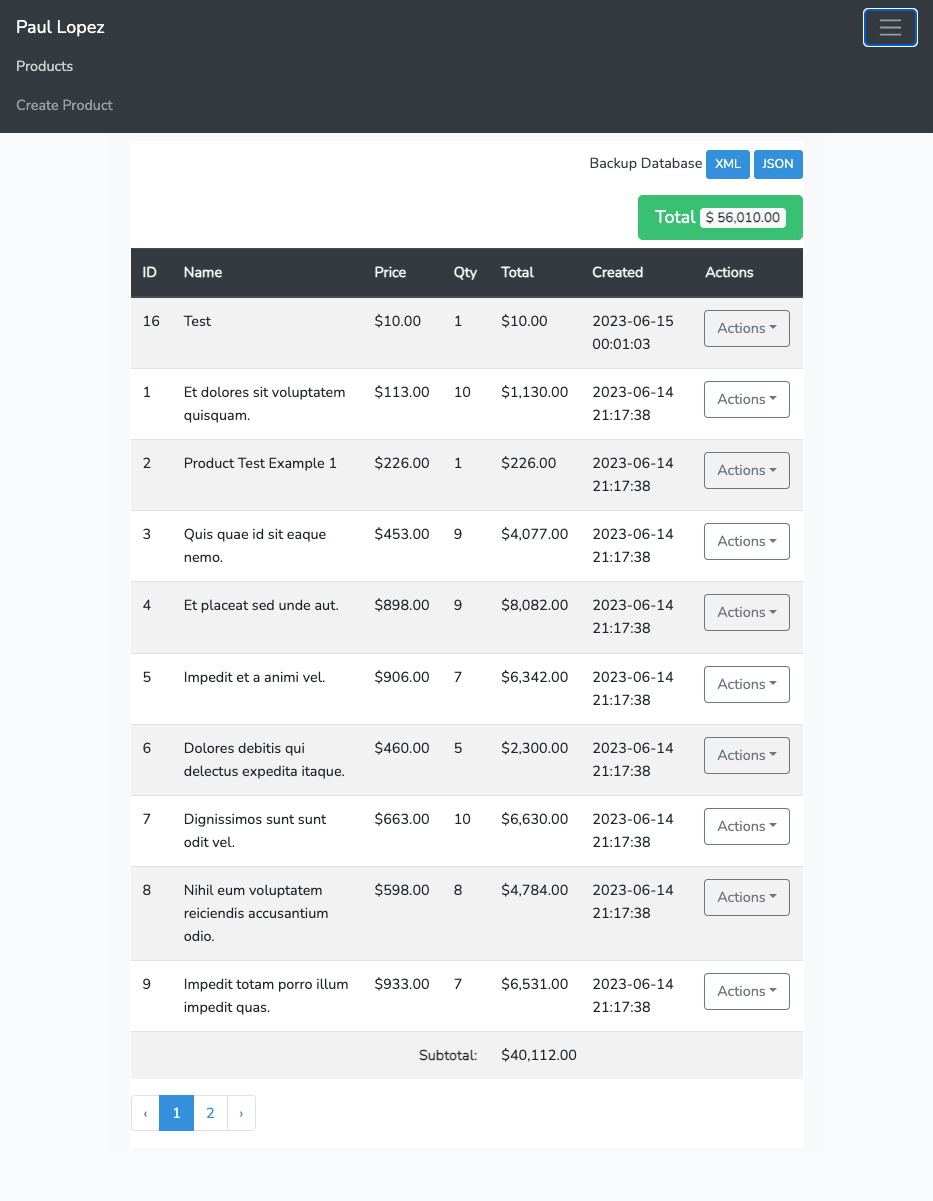 Paul Lopez
Products
Create Product
Backup Database XML JSON
Total $ 56,010.00
ID Name Price Qty Total Created Actions
16 Test $10.00 1 $10.00 2023-06-15 Actions
00:01:03
1 Et dolores sit voluptatem $113.00 10 $1,130.00 2023-06-14 Actions
quisquam. 21:17:38
2 Product Test Example 1 $226.00 1 $226.00 2023-06-14 Actions
21:17:38
3 Quis quae id sit eaque $453.00 9 $4,077.00 2023-06-14 Actions
nemo. 21:17:38
4 Et placeat sed unde aut. $898.00 9 $8,082.00 2023-06-14 Actions
21:17:38
5 Impedit et a animi vel. $906.00 7 $6,342.00 2023-06-14 Actions
21:17:38
6 Dolores debitis qui $460.00 5 $2,300.00 2023-06-14 Actions
delectus expedita itaque. 21:17:38
7 Dignissimos sunt sunt $663.00 10 $6,630.00 2023-06-14 Actions
odit vel. 21:17:38
8 Nihil eum voluptatem $598.00 8 $4,784.00 2023-06-14 Actions
reiciendis accusantium 21:17:38
odio.
9 Impedit totam porro illum $933.00 7 $6,531.00 2023-06-14 Actions
impedit quas. 21:17:38
Subtotal: $40,112.00
‹ 1 2 ›